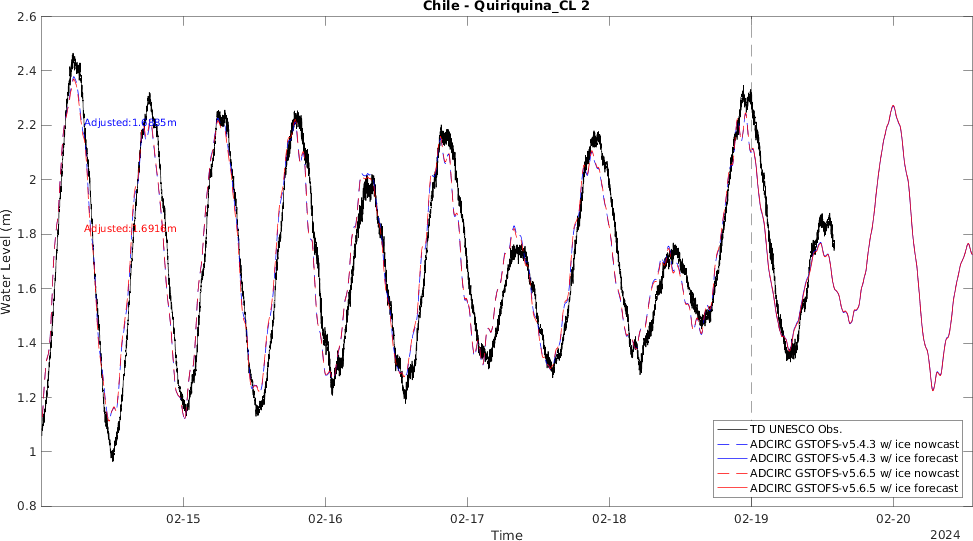 Chile - Quiriquina_CL 2
2.6
2.4
2.2
2
1.8
1.6
1.4
1.2
1
0.8
Water Level (m)
Adjusted:1.6835m
Adjusted:1.6916m
TD UNESCO Obs.
ADCIRC GSTOFS-v5.4.3 w/ ice nowcast
ADCIRC GSTOFS-v5.4.3 w/ ice forecast
ADCIRC GSTOFS-v5.6.5 w/ ice nowcast
ADCIRC GSTOFS-v5.6.5 w/ ice forecast
02-15 02-16 02-17 02-18 02-19 02-20
Time
2024